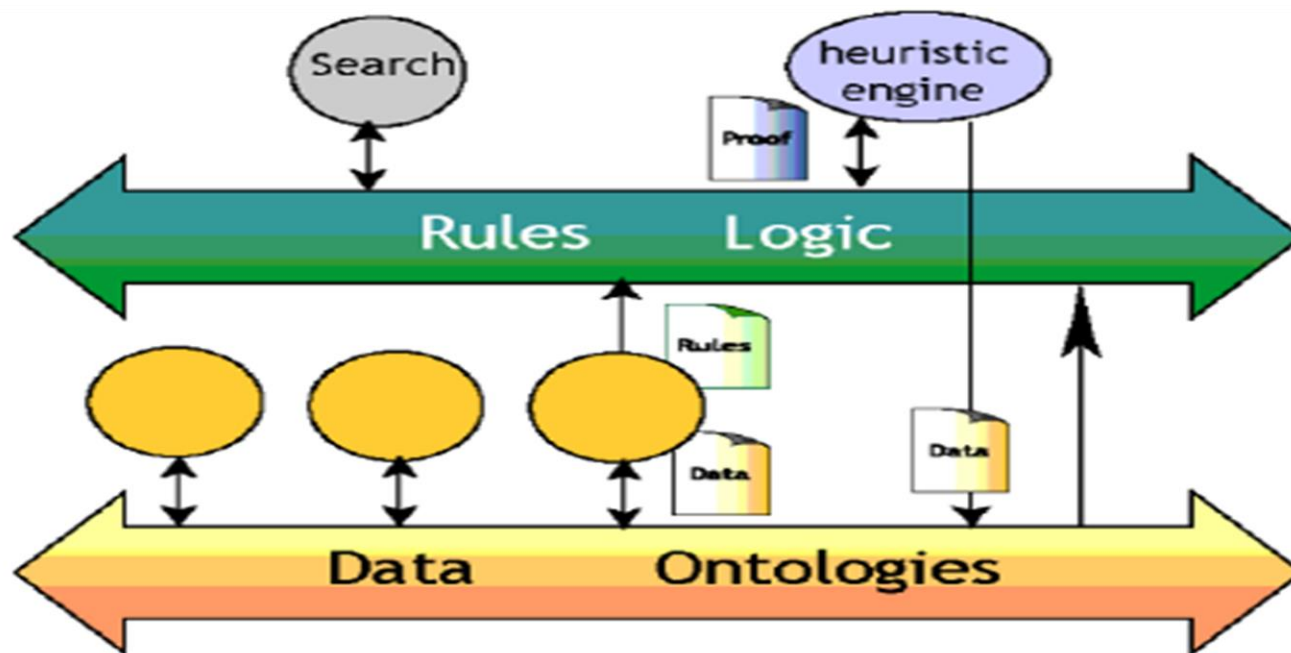 Search
heuristic
engine
Proof
Rules Logic
Rules
Data
Data
Data Ontologies